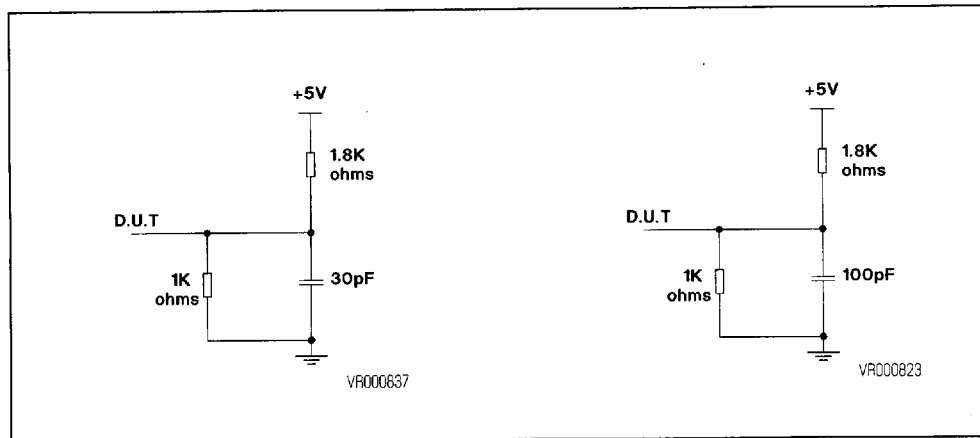 +5V
1.8K
ohms
D.U.T
1K
ohms
30pF
VR000837
+5V
1.8K
ohms
D.U.T
1K
ohms
100pF
VR000823